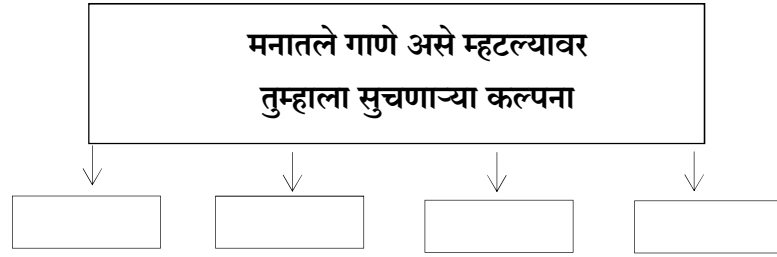 मनातले गाणे असे म्हटल्यावर
तुम्हाला सुचणाऱ्या कल्पना